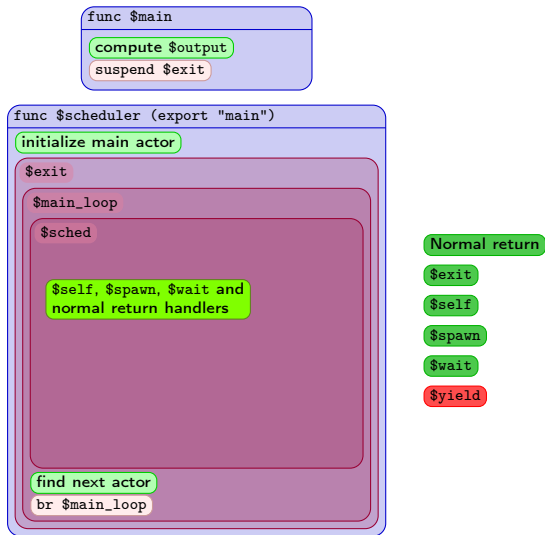 func $main
compute $output
suspend $exit
func $scheduler (export "main")
initialize main actor
$exit
$main_loop
$sched
$self, $spawn, $wait and
normal return handlers
find next actor
br $main_loop
Normal return
$exit
$self
$spawn
$wait
$yield